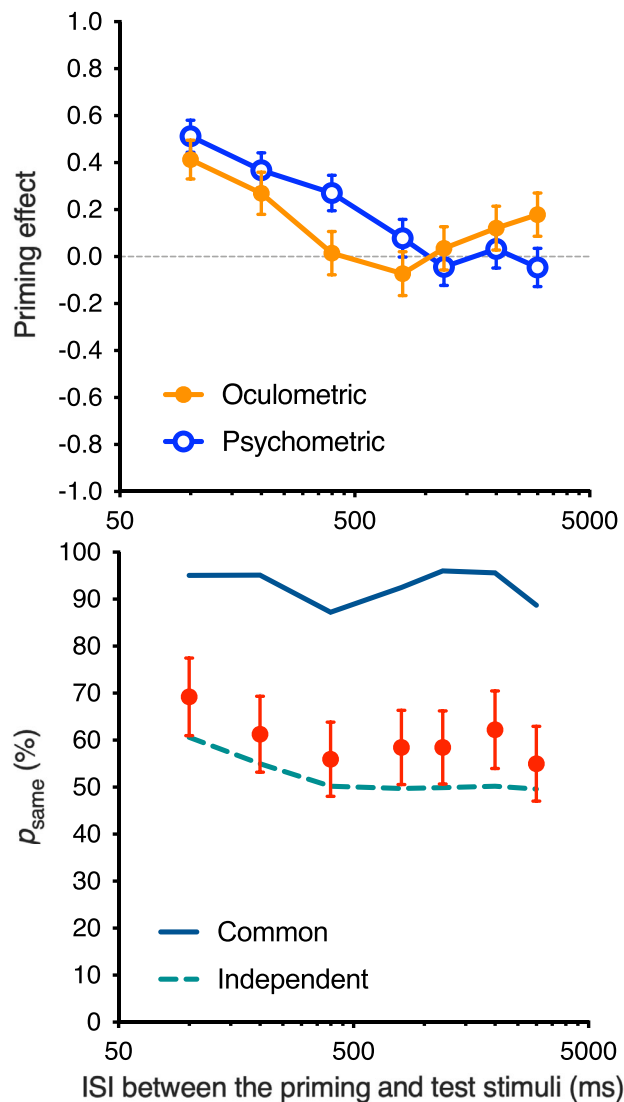 1.0
0.8
0.6
0.4
0.2
0.0
-0.2
-0.4
-0.6
-0.8
-1.0
Priming effect
Oculometric
Psychometric
50 500 5000
100
90
80
70
60
50
40
30
20
10
0
psame (%)
Common
Independent
50 500 5000
ISI between the priming and test stimuli (ms)